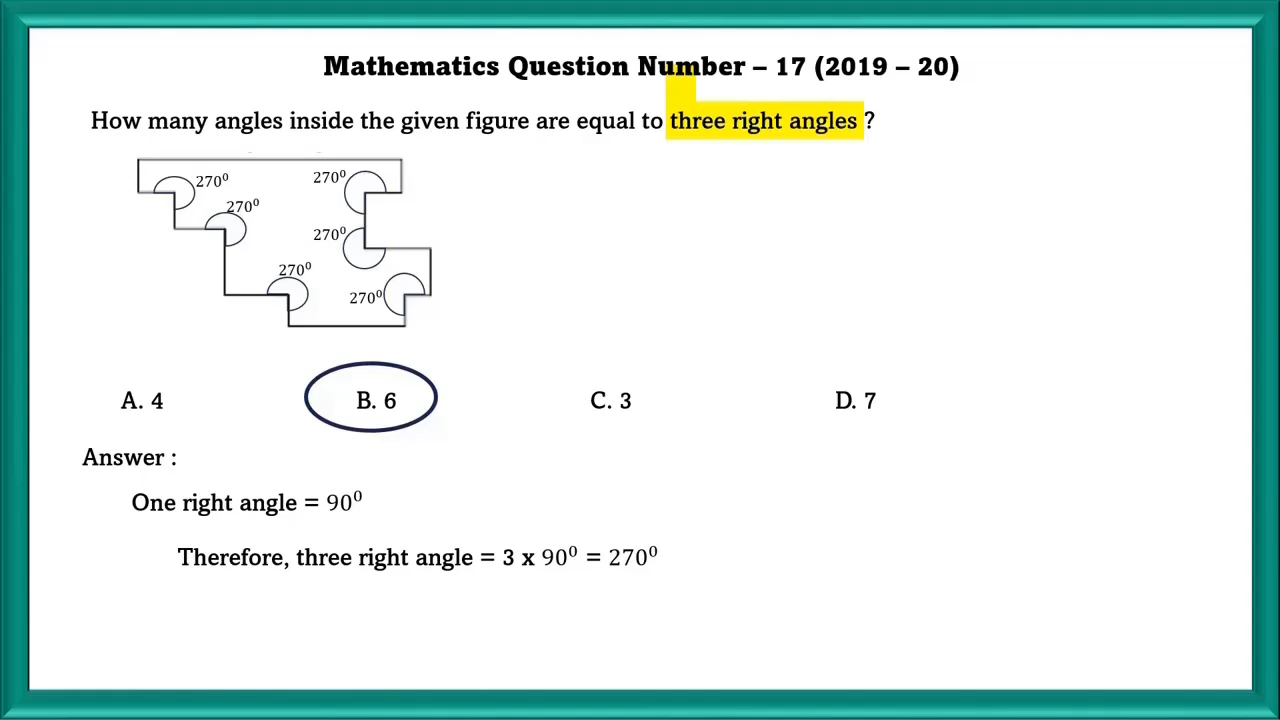 Mathematics Question Number – 17 (2019 – 20)
How many angles inside the given figure are equal to three right angles ?
270⁰
270⁰
270⁰
270⁰
270⁰
270⁰
A. 4 B. 6 C. 3 D. 7
Answer :
One right angle = 90⁰
Therefore, three right angle = 3 x 90⁰ = 270⁰